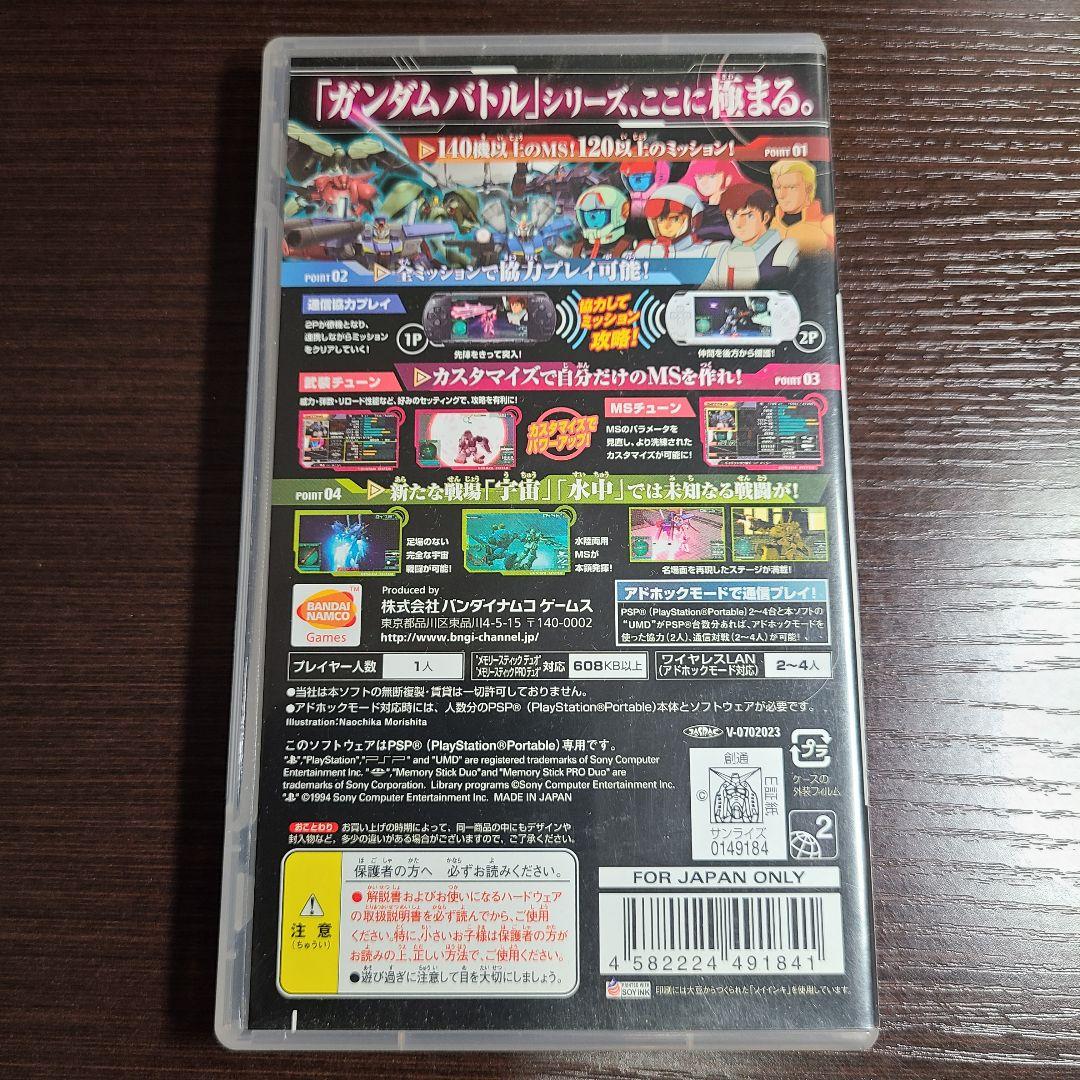 「ガンダムバトル」シリーズ、ここに極まる。
▷140機以上のMS!120以上のミッション! POINT 01
POINT 02 ▷全ミッションで協力プレイ可能!
通信協力プレイ
2Pが僚機となり、
連携しながらミッション
をクリアしていく!
1P
協力して
ミッション
攻略!
2P
先陣をきって突入!
仲間を後方から援護!
武装チューン
▷カスタマイズで自分だけのMSを作れ! POINT 03
威力・弾数・リロード性能など、好みのセッティングで、攻略を有利に!
カスタマイズで
パワーアップ!
MSチューン
MSのパラメータを
見直し、より洗練された
カスタマイズが可能に!
POINT 04 ▷新たな戦場「宇宙」「水中」では未知なる戦闘が!
足場のない
完全な宇宙
戦闘が可能!
水陸両用
MSが
本領発揮!
名場面を再現したステージが満載!
BANDAI
NAMCO
Games
Produced by
株式会社 バンダイナムコ ゲームス
東京都品川区東品川4-5-15 〒140-0002
http://www.bngi-channel.jp/
アドホックモードで通信プレイ!
PSP®(PlayStation®Portable)2~4台と本ソフトの
"UMD"がPSP®台数分あれば、アドホックモードを
使った協力(2人)、通信対戦(2~4人)が可能!
プレイヤー人数 1人
"メモリースティック デュオ"
"メモリースティック PRO デュオ" 対応 608KB以上
ワイヤレスLAN
(アドホックモード対応) 2~4人
●当社は本ソフトの無断複製・賃貸は一切許可しておりません。
●アドホックモード対応時には、人数分のPSP®(PlayStation®Portable)本体とソフトウェアが必要です。
Illustration:Naochika Morishita
V-0702023
このソフトウェアはPSP®(PlayStation®Portable)専用です。
"","PlayStation","PSP" and "UMD" are registered trademarks of Sony Computer
Entertainment Inc. "","Memory Stick Duo"and"Memory Stick PRO Duo" are
trademarks of Sony Corporation. Library programs ©Sony Computer Entertainment Inc.
"" ©1994 Sony Computer Entertainment Inc. MADE IN JAPAN
プラ
ケースの
外装フィルム
創通
©
E証紙
サンライズ
0149184
2
おことわり お買い上げの時期によって、同一商品の中にもデザインや
封入物など、多少の違いがある場合がございますので、ご了承ください。
注意
(ちゅうい)
保護者の方へ 必ずお読みください。
●解説書およびお使いになるハードウェア
の取扱説明書を必ず読んでから、ご使用
ください。特に、小さいお子様は保護者の方が
お読みの上、正しい方法で、ご使用ください。
●遊び過ぎに注意して目を大切にしましょう。
FOR JAPAN ONLY
4 582224 491841
PRINTED WITH
SOY INK
印刷には大豆からつくられた「ソイインキ」を使用しています。